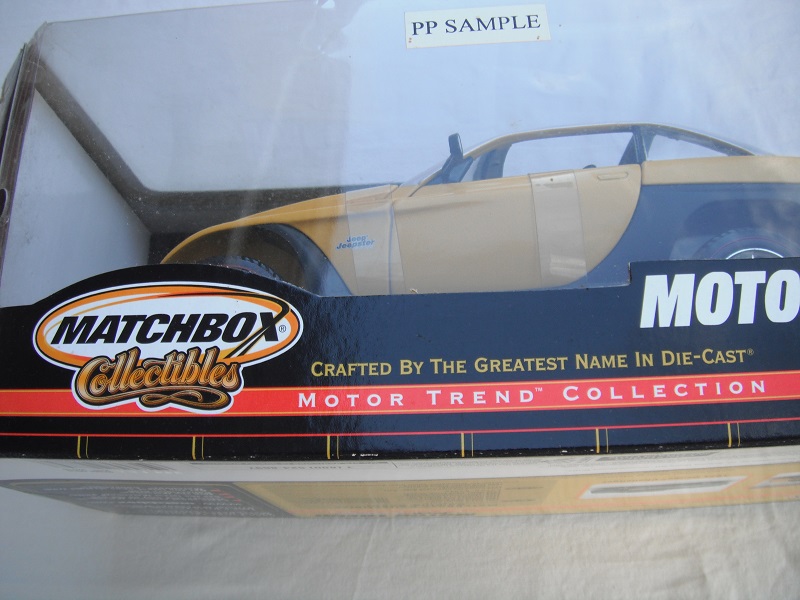 PP SAMPLE
Jeep
Jeepster
MOTO
MATCHBOX®
Collectibles
CRAFTED BY THE GREATEST NAME IN DIE-CAST®
MOTOR TREND™ COLLECTION